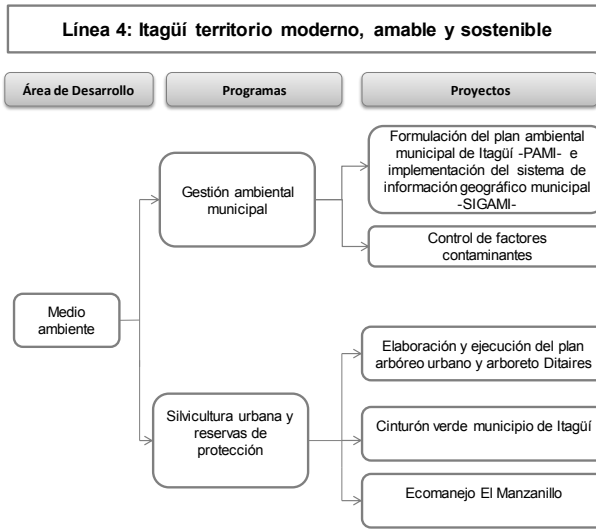 Línea 4: Itagüí territorio moderno, amable y sostenible
Área de Desarrollo
Programas
Proyectos
Formulación del plan ambiental
municipal de Itagüí -PAMI- e
implementación del sistema de
información geográfico municipal
-SIGAMI-
Gestión ambiental
municipal
Control de factores
contaminantes
Medio
ambiente
Elaboración y ejecución del plan
arbóreo urbano y arboreto Ditaires
Silvicultura urbana y
reservas de
protección
Cinturón verde municipio de Itagüí
Ecomanejo El Manzanillo